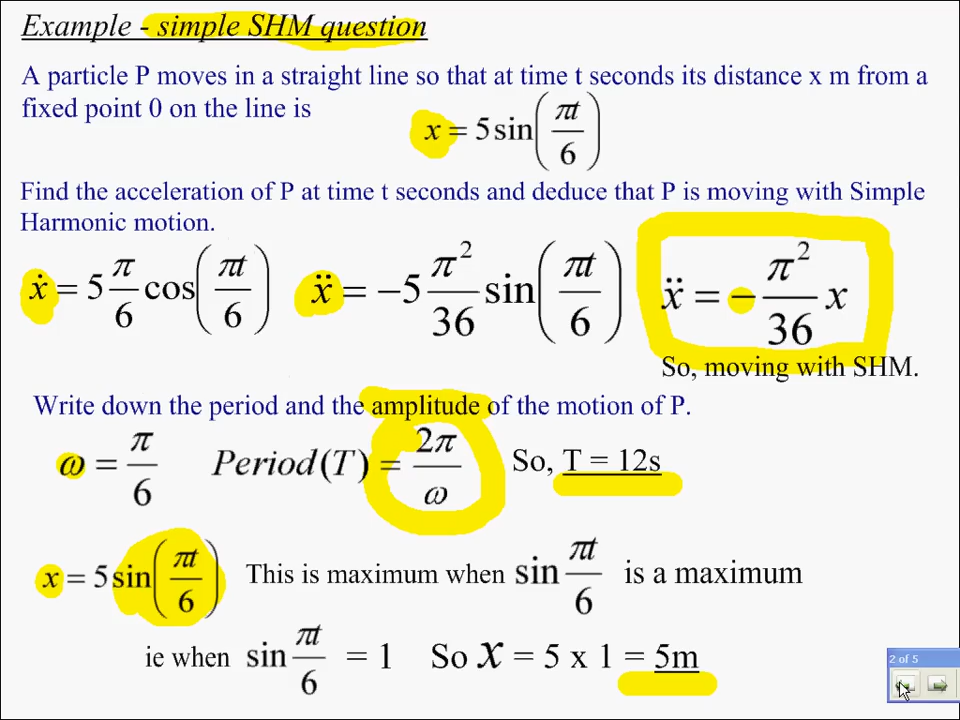 Example - simple SHM question
A particle P moves in a straight line so that at time t seconds its distance x m from a
fixed point 0 on the line is
x = 5 sin(πt/6)
Find the acceleration of P at time t seconds and deduce that P is moving with Simple
Harmonic motion.
ẋ = 5 π/6 cos(πt/6) ẍ = −5 π²/36 sin(πt/6) ẍ = − π²/36 x
So, moving with SHM.
Write down the period and the amplitude of the motion of P.
ω = π/6 Period(T) = 2π/ω So, T = 12s
x = 5 sin(πt/6) This is maximum when sin πt/6 is a maximum
ie when sin πt/6 = 1 So x = 5 x 1 = 5m
2 of 5